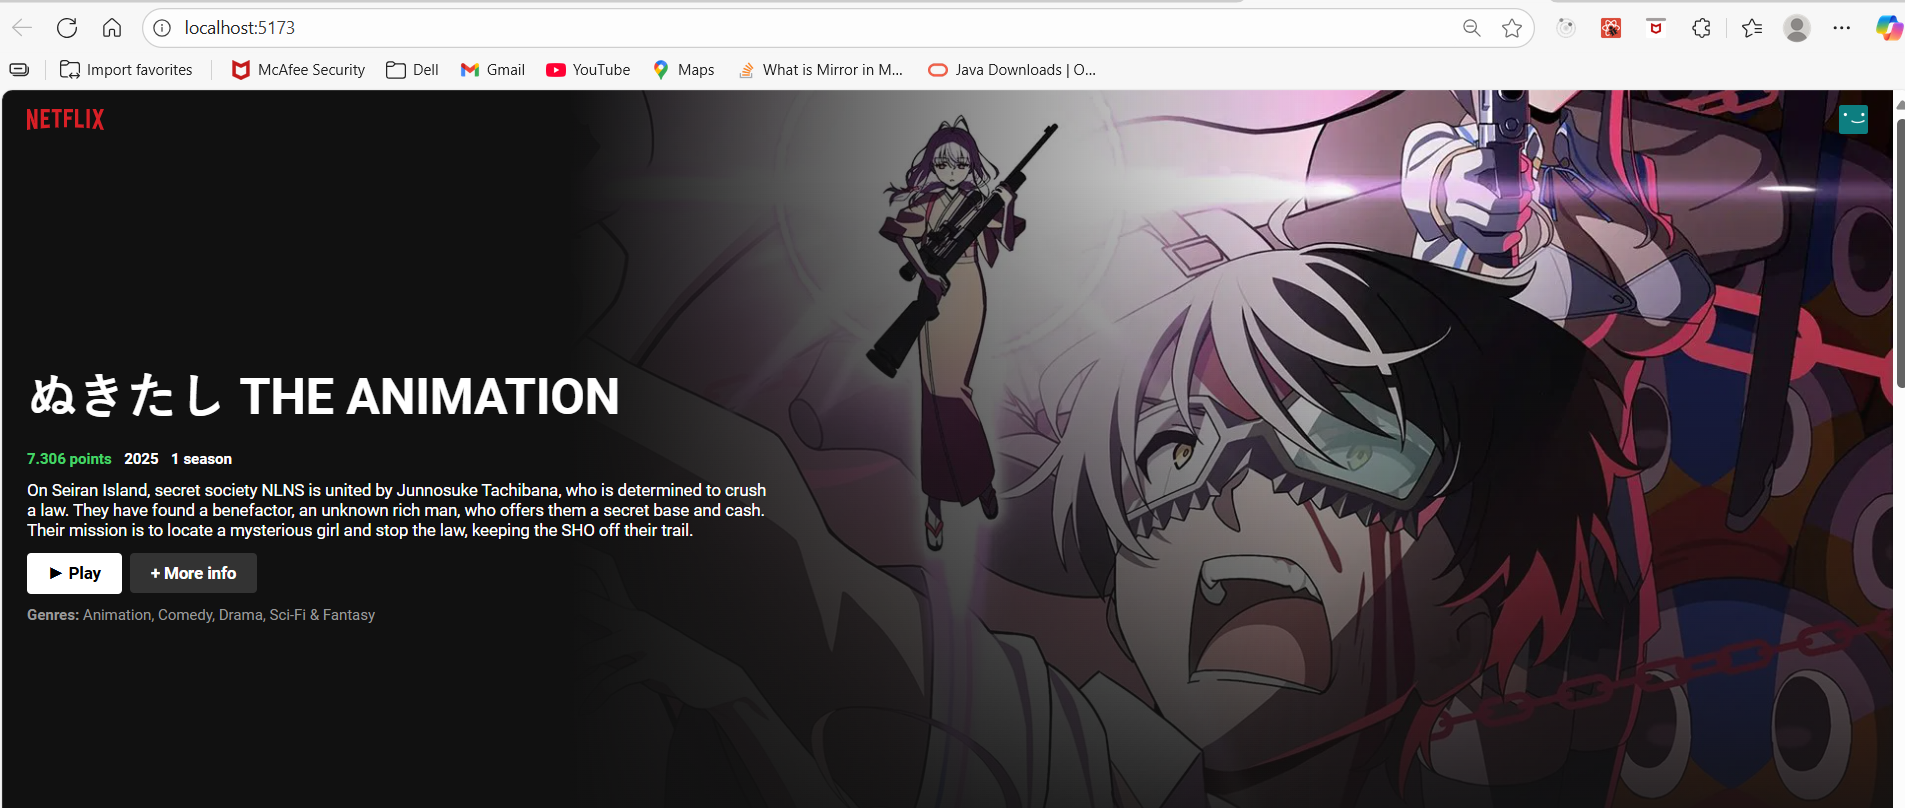 localhost:5173
Import favorites McAfee Security Dell Gmail YouTube Maps What is Mirror in M... Java Downloads | O...
NETFLIX
ぬきたし THE ANIMATION
7.306 points 2025 1 season
On Seiran Island, secret society NLNS is united by Junnosuke Tachibana, who is determined to crush
a law. They have found a benefactor, an unknown rich man, who offers them a secret base and cash.
Their mission is to locate a mysterious girl and stop the law, keeping the SHO off their trail.
► Play + More info
Genres: Animation, Comedy, Drama, Sci-Fi & Fantasy